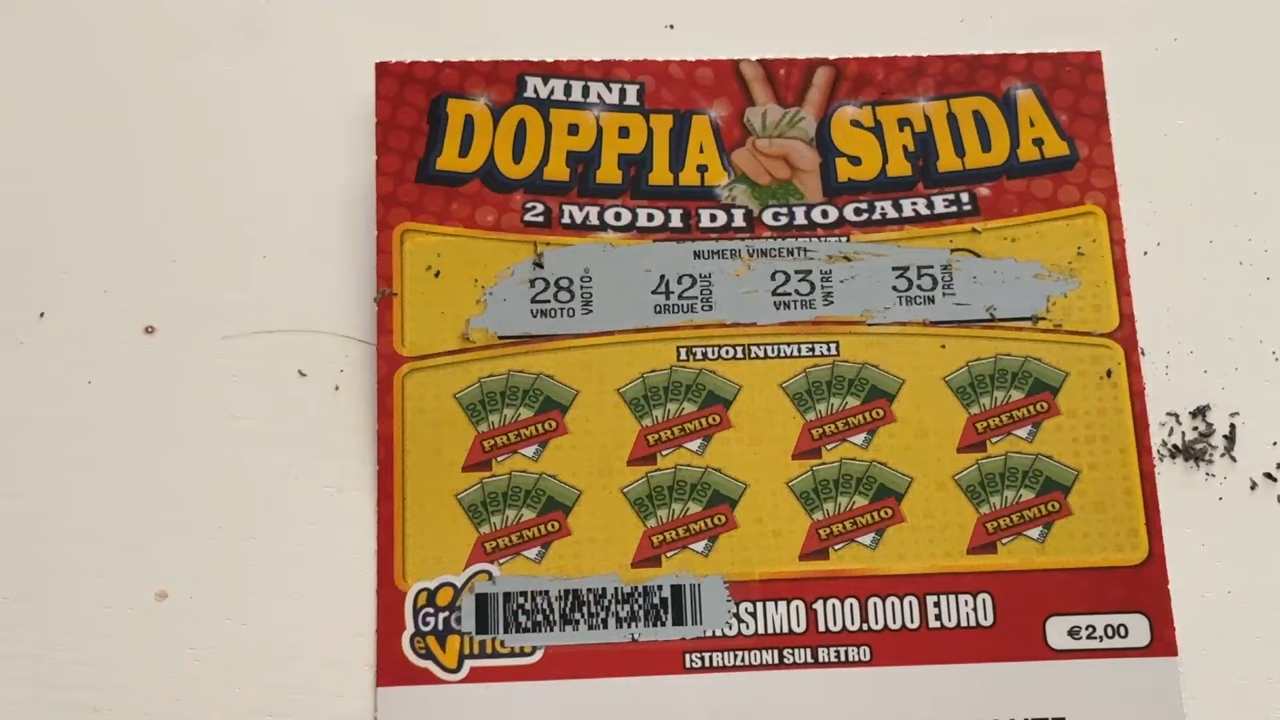 MINI
DOPPIA SFIDA
2 MODI DI GIOCARE!
NUMERI VINCENTI
28 42 23 35
VNOTO QRDUE VNTRE TRCIN
VNOTO QRDUE VNTRE TRCIN
I TUOI NUMERI
PREMIO PREMIO PREMIO PREMIO
PREMIO PREMIO PREMIO PREMIO
100.000 EURO
€2,00
ISTRUZIONI SUL RETRO